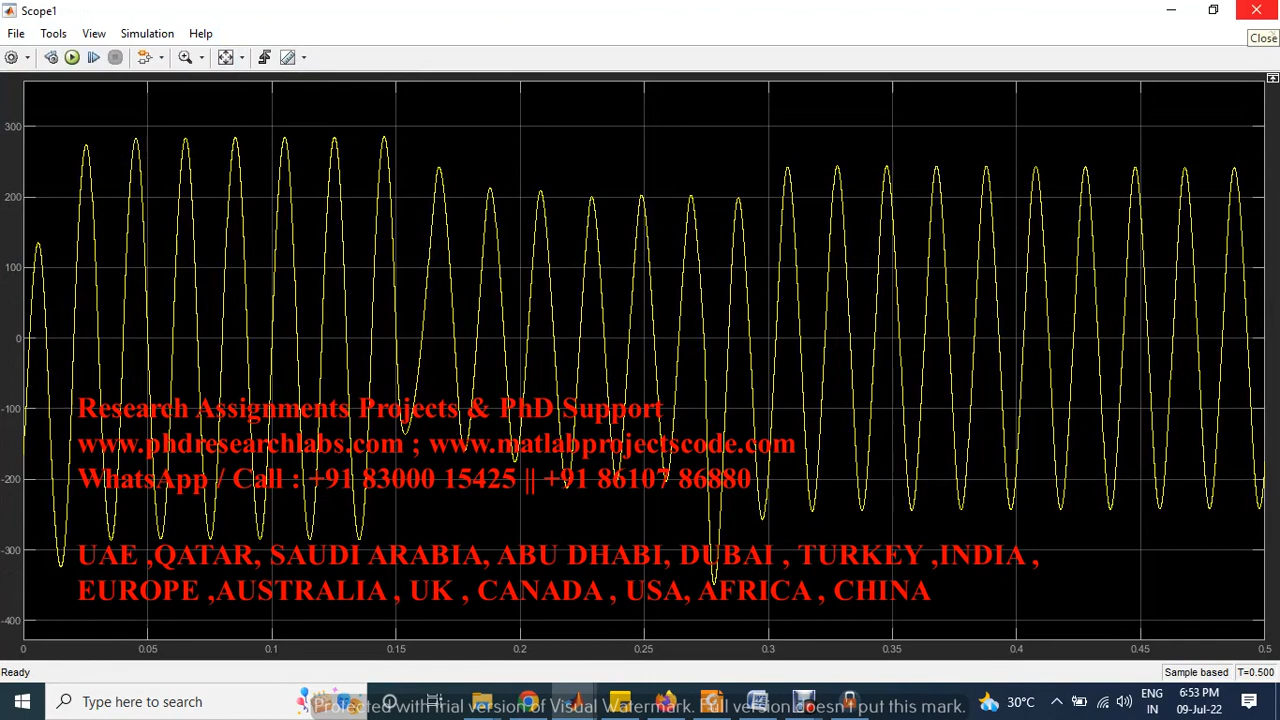 Scope1
File Tools View Simulation Help
Close
300
200
100
0
-100
-200
-300
-400
Research Assignments Projects & PhD Support
www.phdresearchlabs.com ; www.matlabprojectscode.com
WhatsApp / Call : +91 83000 15425 || +91 86107 86880
UAE ,QATAR, SAUDI ARABIA, ABU DHABI, DUBAI , TURKEY ,INDIA ,
EUROPE ,AUSTRALIA , UK , CANADA , USA, AFRICA , CHINA
0 0.05 0.1 0.15 0.2 0.25 0.3 0.35 0.4 0.45 0.5
Ready Sample based T=0.500
Type here to search
Protected with trial version of Visual Watermark. Full version doesn't put this mark.
30°C
ENG
IN
6:53 PM
09-Jul-22